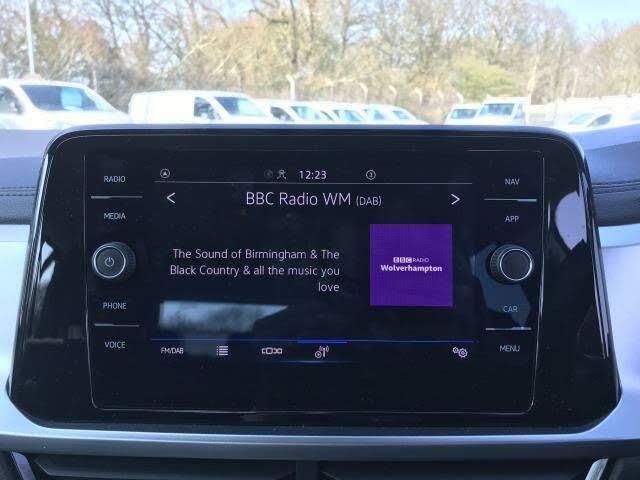 12:23
3
RADIO
MEDIA
PHONE
VOICE
BBC Radio WM (DAB)
The Sound of Birmingham & The
Black Country & all the music you
love
BBC RADIO
Wolverhampton
FM/DAB
NAV
APP
CAR
MENU